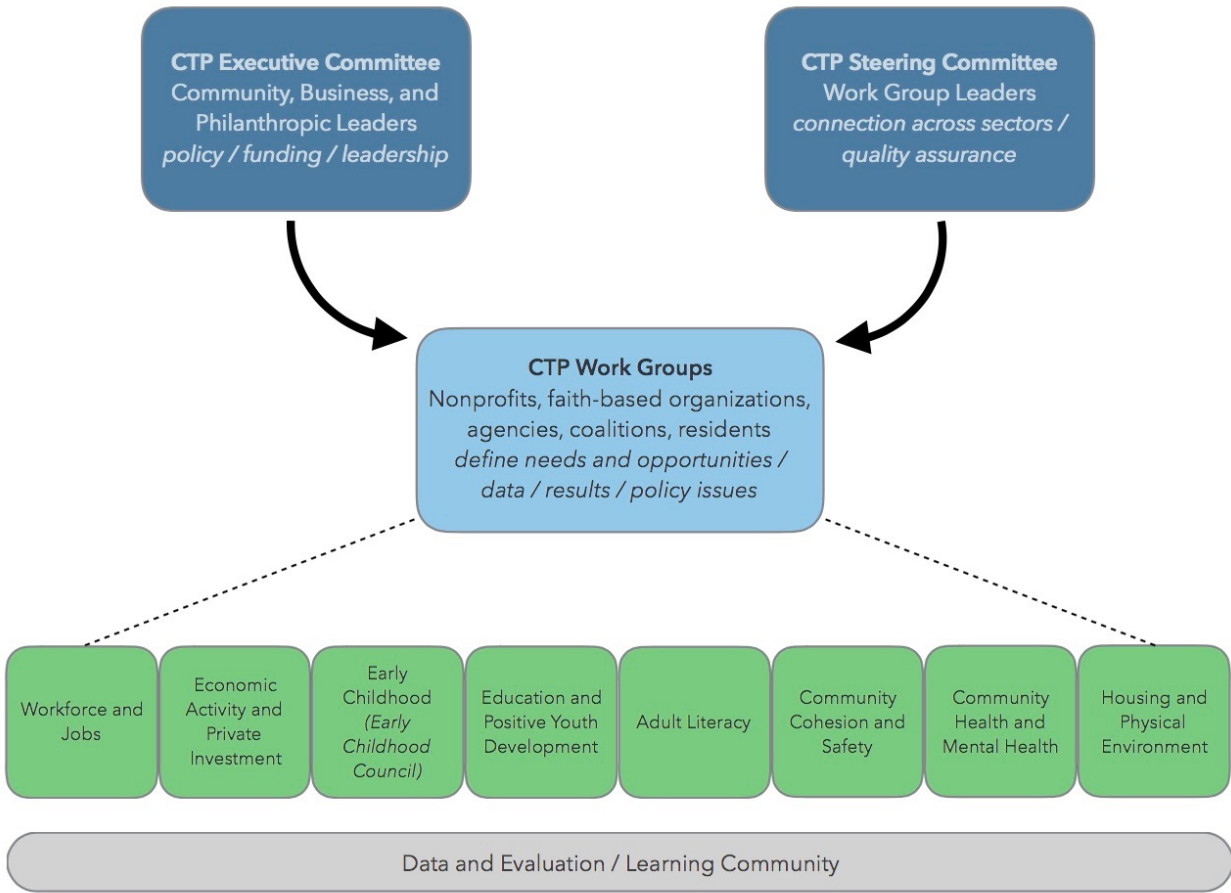 CTP Executive Committee
Community, Business, and
Philanthropic Leaders
policy / funding / leadership
CTP Steering Committee
Work Group Leaders
connection across sectors /
quality assurance
CTP Work Groups
Nonprofits, faith-based organizations,
agencies, coalitions, residents
define needs and opportunities /
data / results / policy issues
Workforce and
Jobs
Economic
Activity and
Private
Investment
Early
Childhood
(Early
Childhood
Council)
Education and
Positive Youth
Development
Adult Literacy
Community
Cohesion and
Safety
Community
Health and
Mental Health
Housing and
Physical
Environment
Data and Evaluation / Learning Community